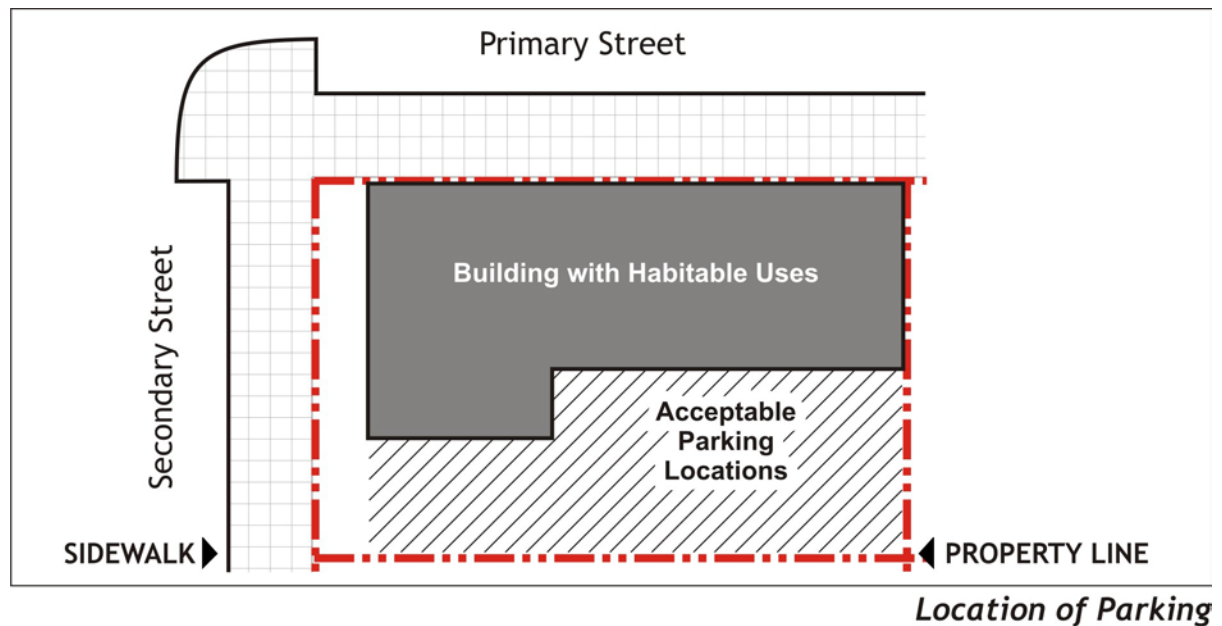 Primary Street
Secondary Street
Building with Habitable Uses
Acceptable
Parking
Locations
SIDEWALK
PROPERTY LINE
Location of Parking